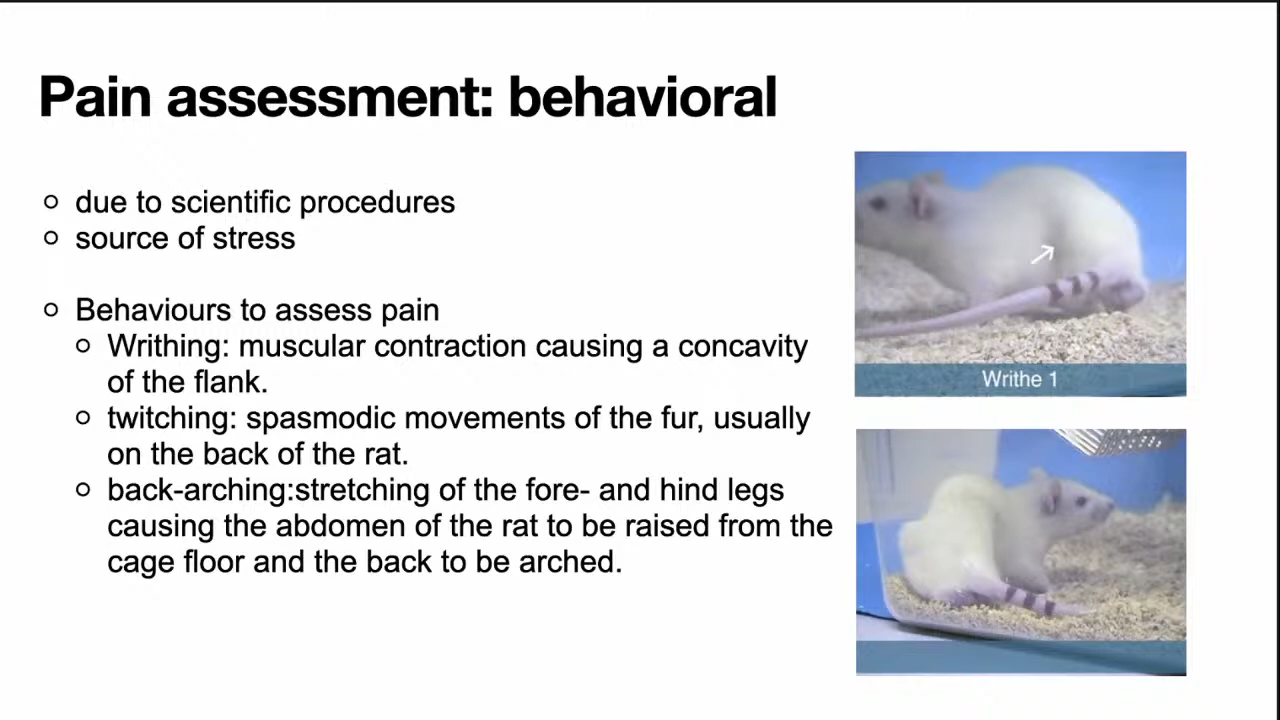 Pain assessment: behavioral
due to scientific procedures
source of stress
Behaviours to assess pain
Writhing: muscular contraction causing a concavity
of the flank.
twitching: spasmodic movements of the fur, usually
on the back of the rat.
back-arching:stretching of the fore- and hind legs
causing the abdomen of the rat to be raised from the
cage floor and the back to be arched.
Writhe 1